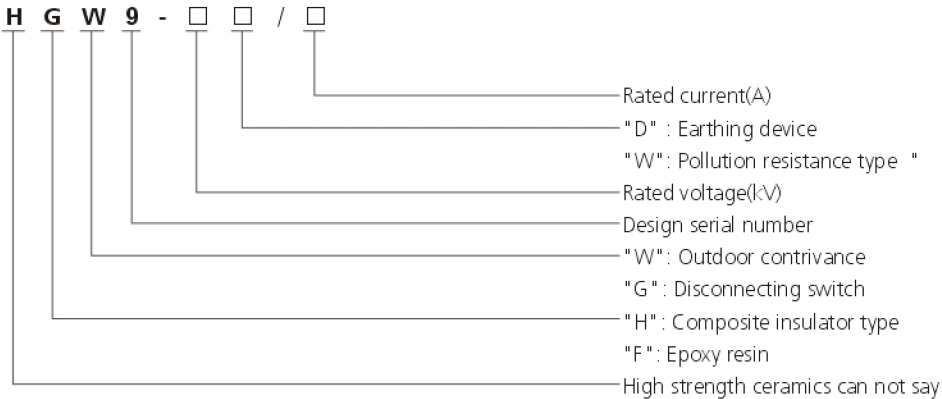 H G W 9 - □ □ / □
Rated current(A)
"D" : Earthing device
"W": Pollution resistance type "
Rated voltage(kV)
Design serial number
"W": Outdoor contrivance
"G": Disconnecting switch
"H": Composite insulator type
"F": Epoxy resin
High strength ceramics can not say